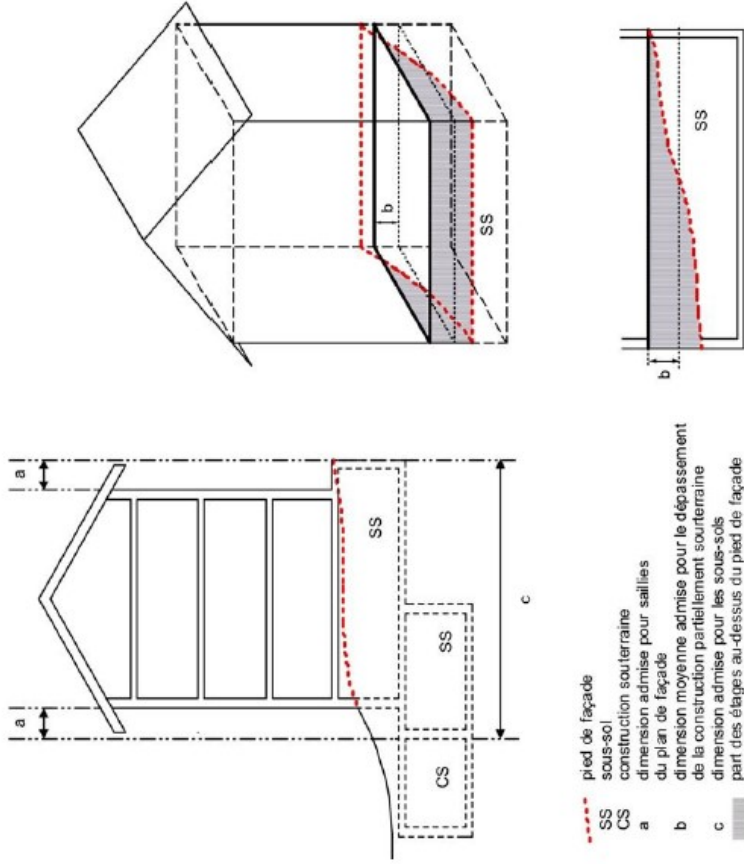 a
a
SS
SS
CS
c
b
SS
b
SS
pied de façade
SS sous-sol
CS construction souterraine
a dimension admise pour saillies
du plan de façade
b dimension moyenne admise pour le dépassement
de la construction partiellement sourterraine
c dimension admise pour les sous-sols
part des étages au-dessus du pied de façade